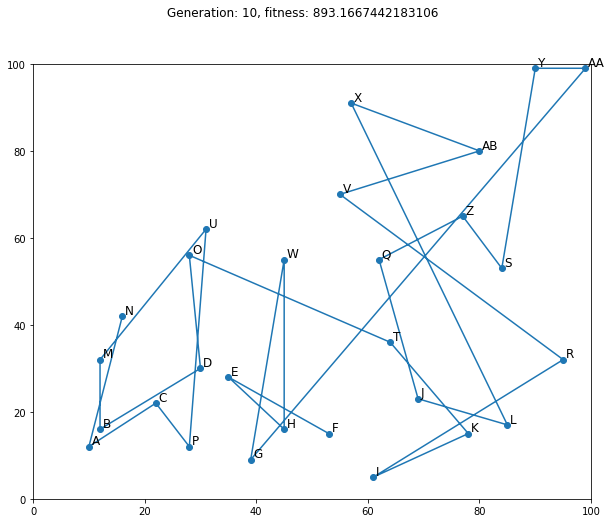 Generation: 10, fitness: 893.1667442183106
100
Y
AA
X
AB
80
V
Z
U
60
O
W
Q
S
N
40
T
M
R
D
E
J
20
C
B
H
F
K
L
A
P
G
I
0
0
20
40
60
80
100